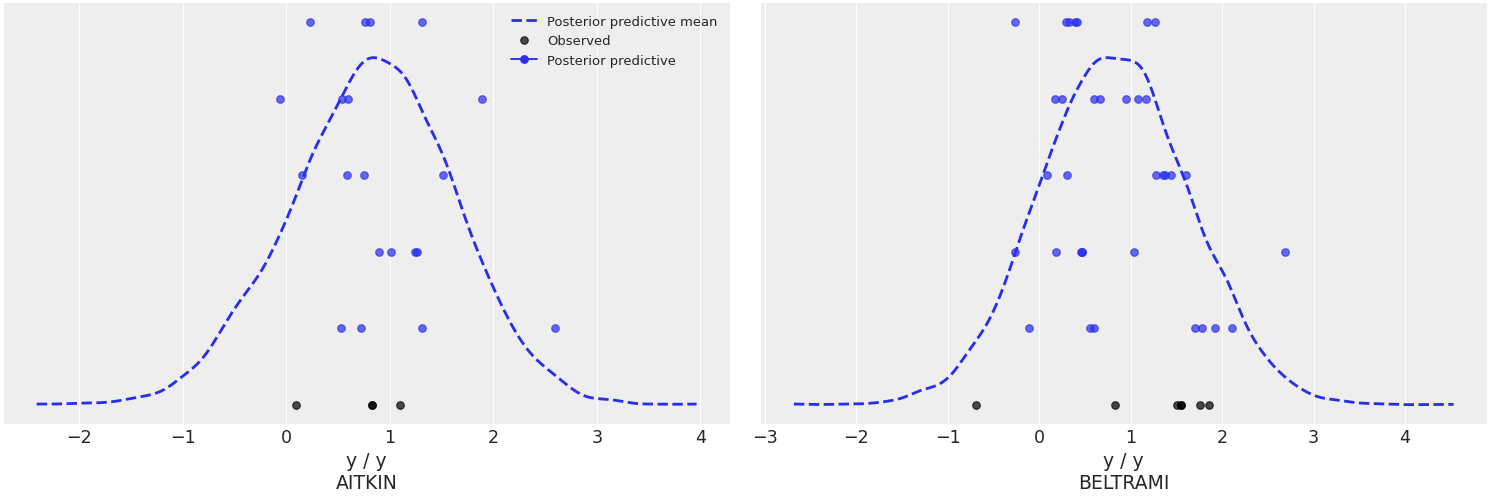 Posterior predictive mean
Observed
Posterior predictive
−2 −1 0 1 2 3 4
y / y
AITKIN
−3 −2 −1 0 1 2 3 4
y / y
BELTRAMI